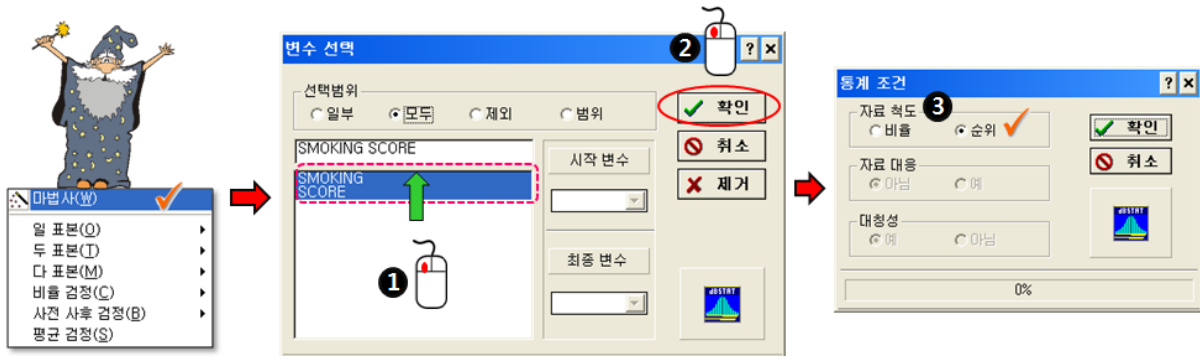 마법사(W)
일 표본(O)
두 표본(T)
다 표본(M)
비율 검정(C)
사전 사후 검정(B)
평균 검정(S)
변수 선택
선택범위
일부 모두 제외 범위
SMOKING SCORE
SMOKING
SCORE
시작 변수
최종 변수
확인
취소
제거
dBSTAT
1
2
통계 조건
자료 척도
3
비율 순위
자료 대응
아님 예
대칭성
예 아님
확인
취소
dBSTAT
0%